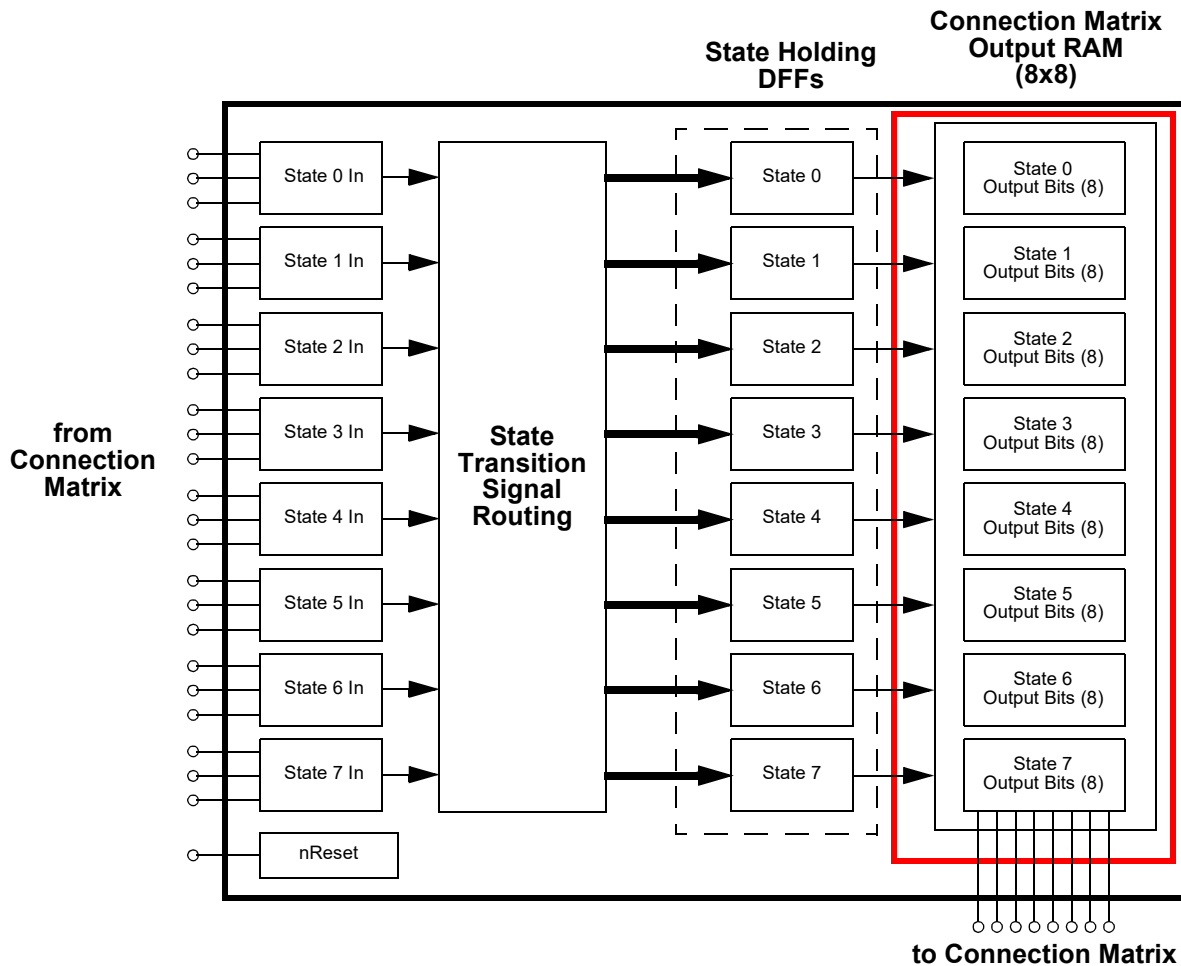 Connection Matrix
Output RAM
(8x8)
State Holding
DFFs
from
Connection
Matrix
State 0 In
State 1 In
State 2 In
State 3 In
State 4 In
State 5 In
State 6 In
State 7 In
nReset
State
Transition
Signal
Routing
State 0
State 1
State 2
State 3
State 4
State 5
State 6
State 7
State 0
Output Bits (8)
State 1
Output Bits (8)
State 2
Output Bits (8)
State 3
Output Bits (8)
State 4
Output Bits (8)
State 5
Output Bits (8)
State 6
Output Bits (8)
State 7
Output Bits (8)
to Connection Matrix